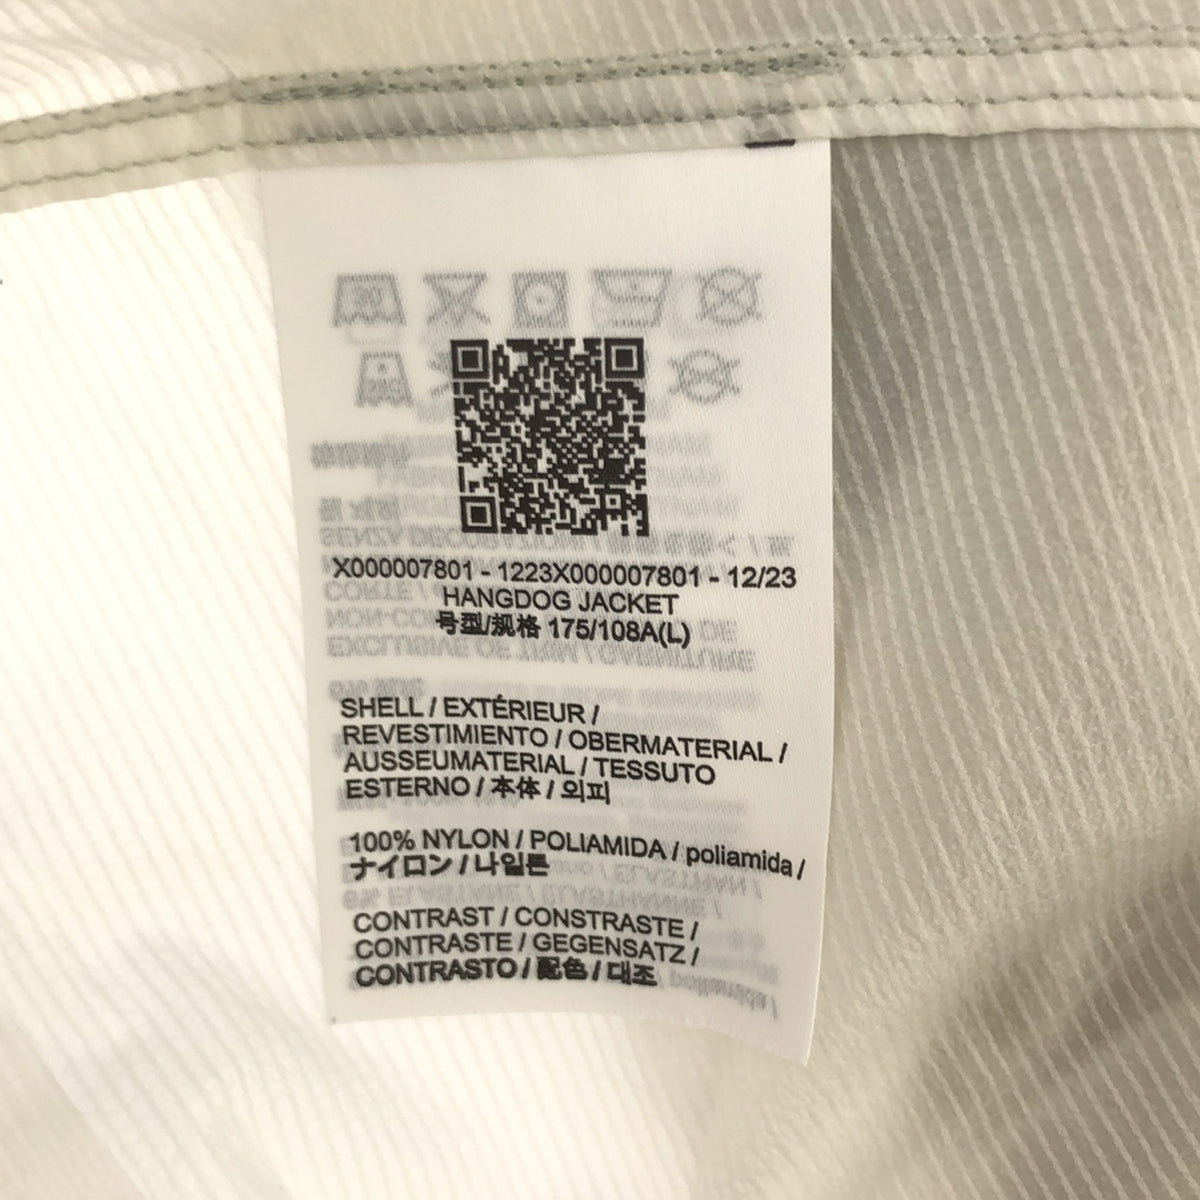 X000007801 - 1223X000007801 - 12/23
HANGDOG JACKET
号型/规格 175/108A(L)
SHELL / EXTÉRIEUR /
REVESTIMIENTO / OBERMATERIAL /
AUSSEUMATERIAL / TESSUTO
ESTERNO / 本体 / 외피
100% NYLON / POLIAMIDA / poliamida /
ナイロン / 나일론
CONTRAST / CONSTRASTE /
CONTRASTE / GEGENSATZ /
CONTRASTO / 配色 / 대조